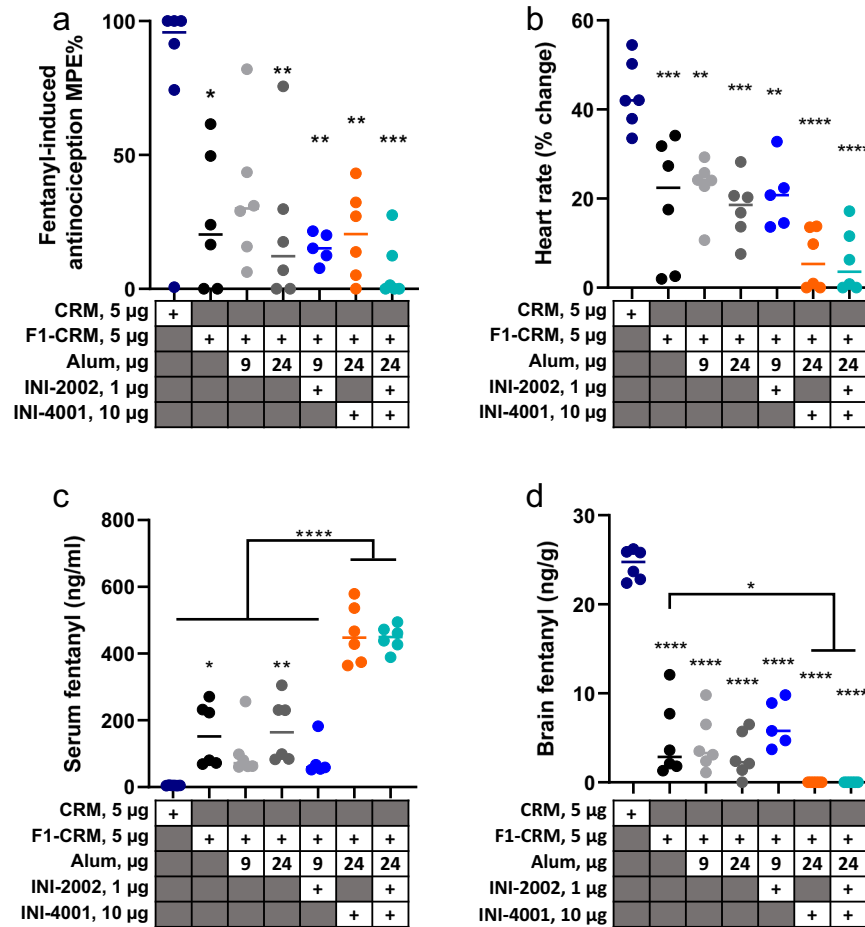 a
Fentanyl-induced
antinociception MPE%
100
50
0
*
**
**
**
***
CRM, 5 µg +
F1-CRM, 5 µg + + + + + +
Alum, µg 9 24 9 24 24
INI-2002, 1 µg + +
INI-4001, 10 µg + +
b
Heart rate (% change)
60
40
20
0
***
**
***
**
****
****
CRM, 5 µg +
F1-CRM, 5 µg + + + + + +
Alum, µg 9 24 9 24 24
INI-2002, 1 µg + +
INI-4001, 10 µg + +
c
Serum fentanyl (ng/ml)
800
600
400
200
0
****
*
**
CRM, 5 µg +
F1-CRM, 5 µg + + + + + +
Alum, µg 9 24 9 24 24
INI-2002, 1 µg + +
INI-4001, 10 µg + +
d
Brain fentanyl (ng/g)
30
20
10
0
*
****
****
****
****
****
****
CRM, 5 µg +
F1-CRM, 5 µg + + + + + +
Alum, µg 9 24 9 24 24
INI-2002, 1 µg + +
INI-4001, 10 µg + +